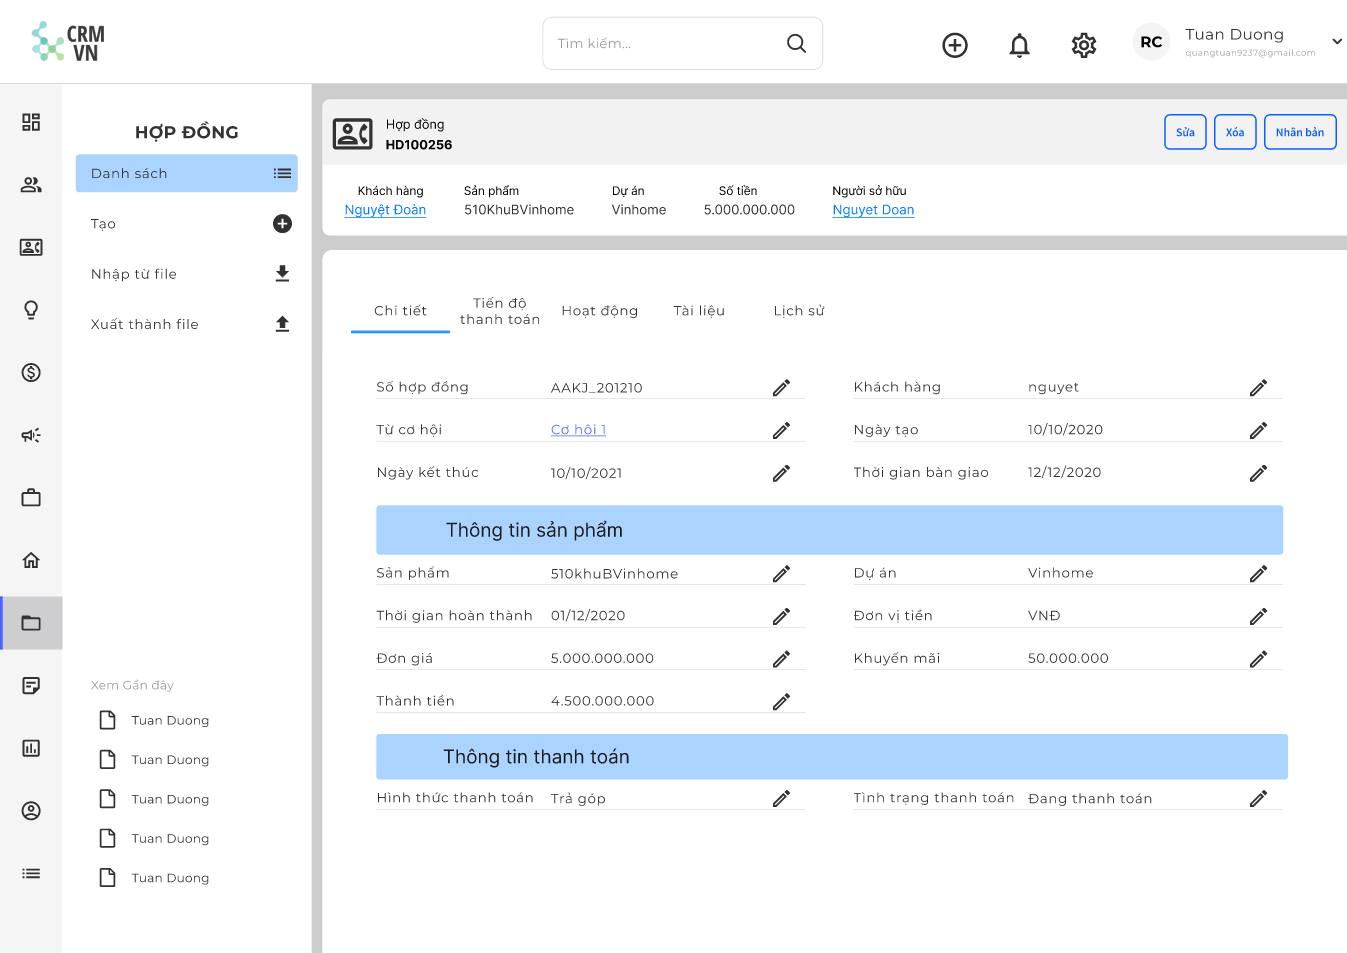 CRM
VN
Tìm kiếm...
RC
Tuan Duong
quangtuan9237@gmail.com
HỢP ĐỒNG
Danh sách
Tạo
Nhập từ file
Xuất thành file
Xem Gần đây
Tuan Duong
Tuan Duong
Tuan Duong
Tuan Duong
Tuan Duong
Hợp đồng
HD100256
Sửa
Xóa
Nhân bản
Khách hàng Sản phẩm Dự án Số tiền Người sở hữu
Nguyệt Đoàn 510KhuBVinhome Vinhome 5.000.000.000 Nguyet Doan
Chi tiết Tiến độ thanh toán Hoạt động Tài liệu Lịch sử
Số hợp đồng AAKJ_201210 Khách hàng nguyet
Từ cơ hội Cơ hội 1 Ngày tạo 10/10/2020
Ngày kết thúc 10/10/2021 Thời gian bàn giao 12/12/2020
Thông tin sản phẩm
Sản phẩm 510khuBVinhome Dự án Vinhome
Thời gian hoàn thành 01/12/2020 Đơn vị tiền VNĐ
Đơn giá 5.000.000.000 Khuyến mãi 50.000.000
Thành tiền 4.500.000.000
Thông tin thanh toán
Hình thức thanh toán Trả góp Tình trạng thanh toán Đang thanh toán